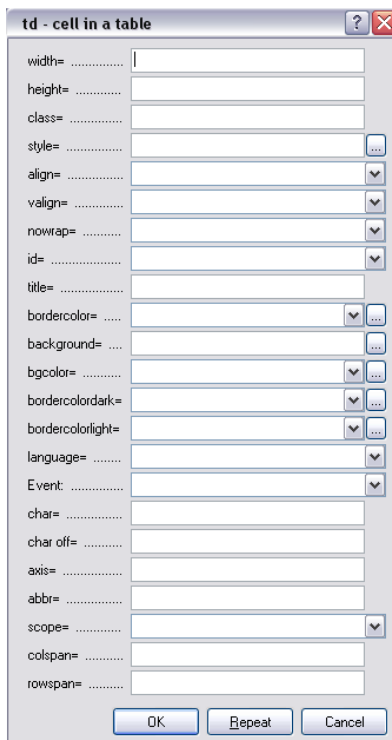 td - cell in a table
width= ..............
height= ............
class= ..............
style= ...............
align= ...............
valign= .............
nowrap= ..........
id= .....................
title= .................
bordercolor= .....
background= ....
bgcolor= ...........
bordercolordark=
bordercolorlight=
language= ........
Event: ...............
char= ................
char off= ...........
axis= .................
abbr= ................
scope= .............
colspan= ..........
rowspan= .........
OK Repeat Cancel